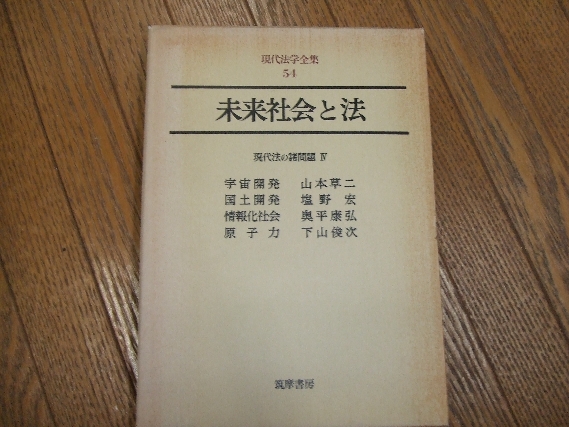 現代法学全集
54
未来社会と法
現代法の諸問題 Ⅳ
宇宙開発 山本草二
国土開発 塩野宏
情報化社会 奥平康弘
原子力 下山俊次
筑摩書房